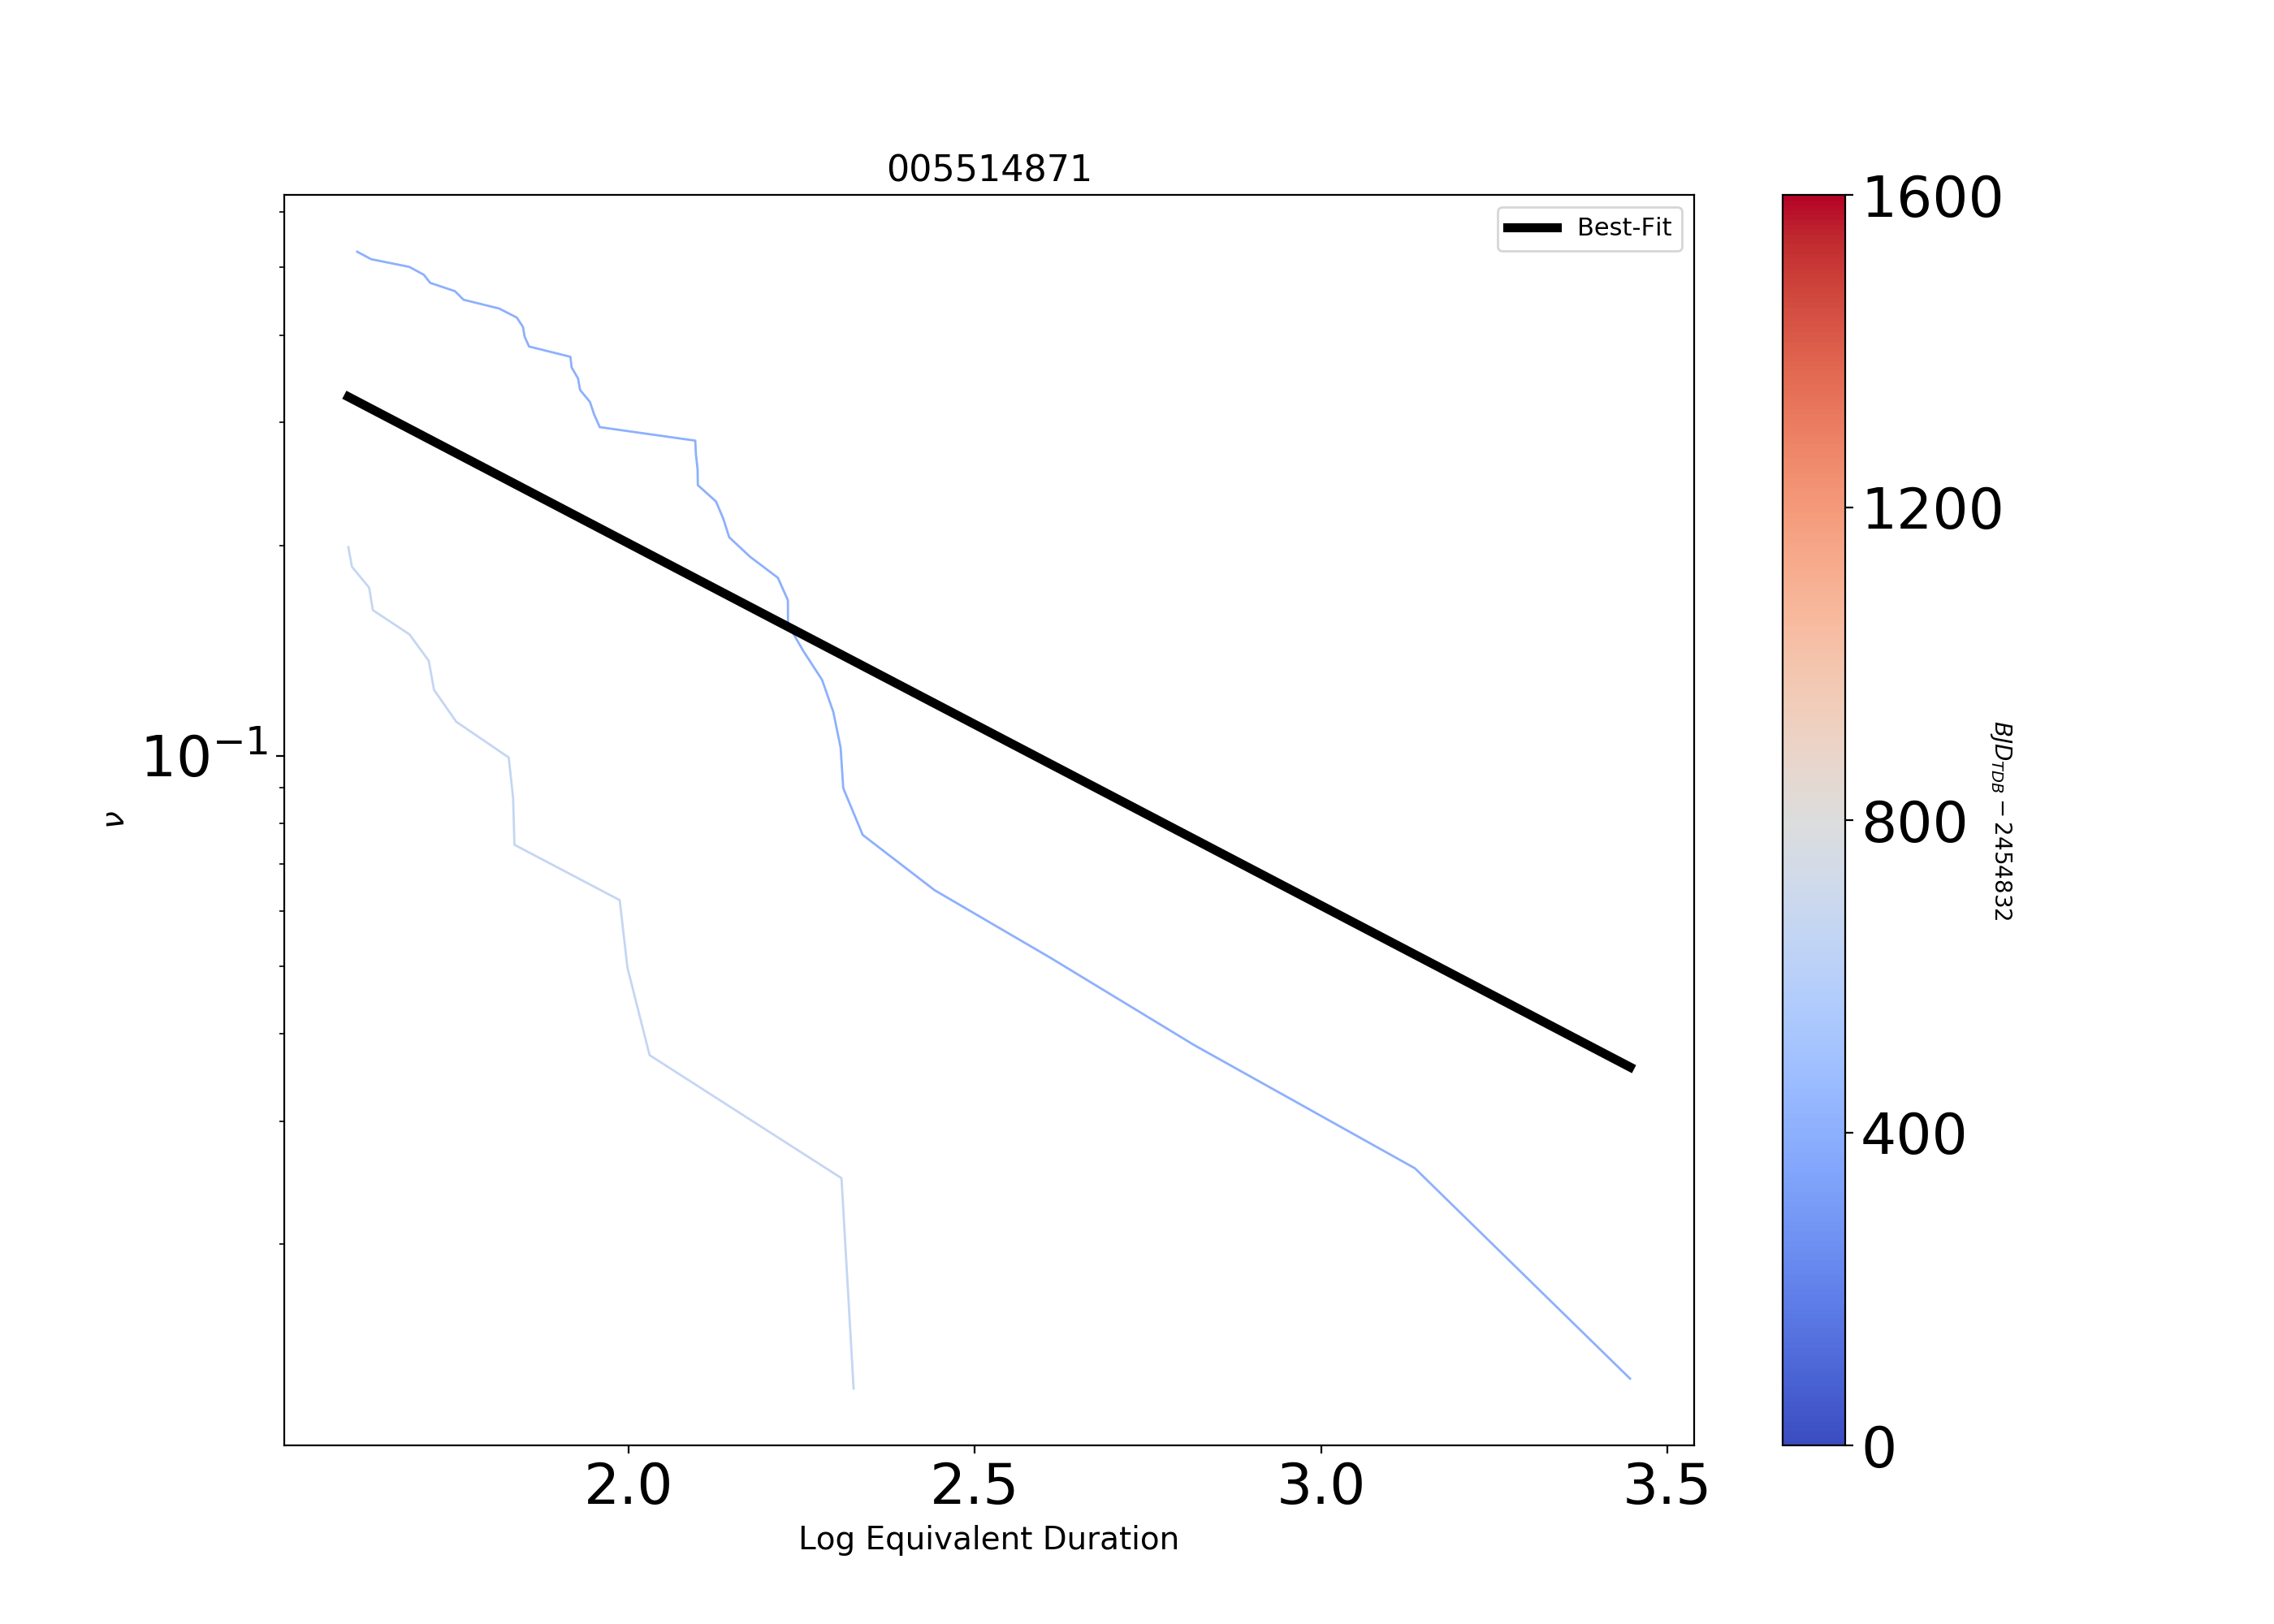 005514871
Best-Fit
10⁻¹
ν
2.0 2.5 3.0 3.5
Log Equivalent Duration
1600
1200
800
400
0
BJD_TDB − 2454832